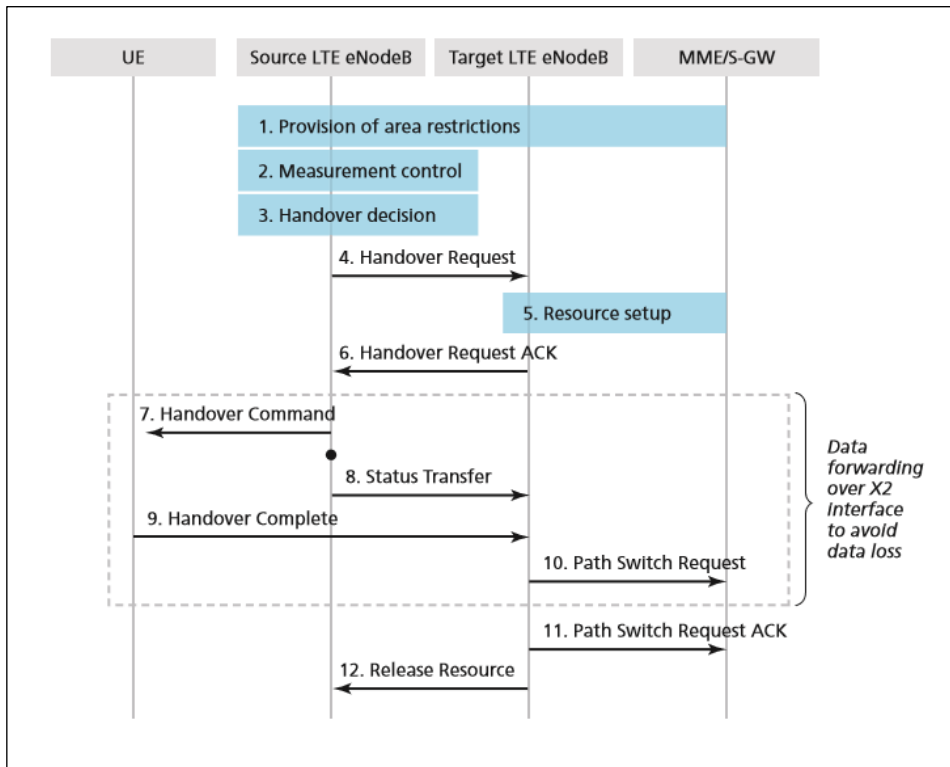 UE
Source LTE eNodeB
Target LTE eNodeB
MME/S-GW
1. Provision of area restrictions
2. Measurement control
3. Handover decision
4. Handover Request
5. Resource setup
6. Handover Request ACK
7. Handover Command
8. Status Transfer
9. Handover Complete
10. Path Switch Request
Data
forwarding
over X2
interface
to avoid
data loss
11. Path Switch Request ACK
12. Release Resource